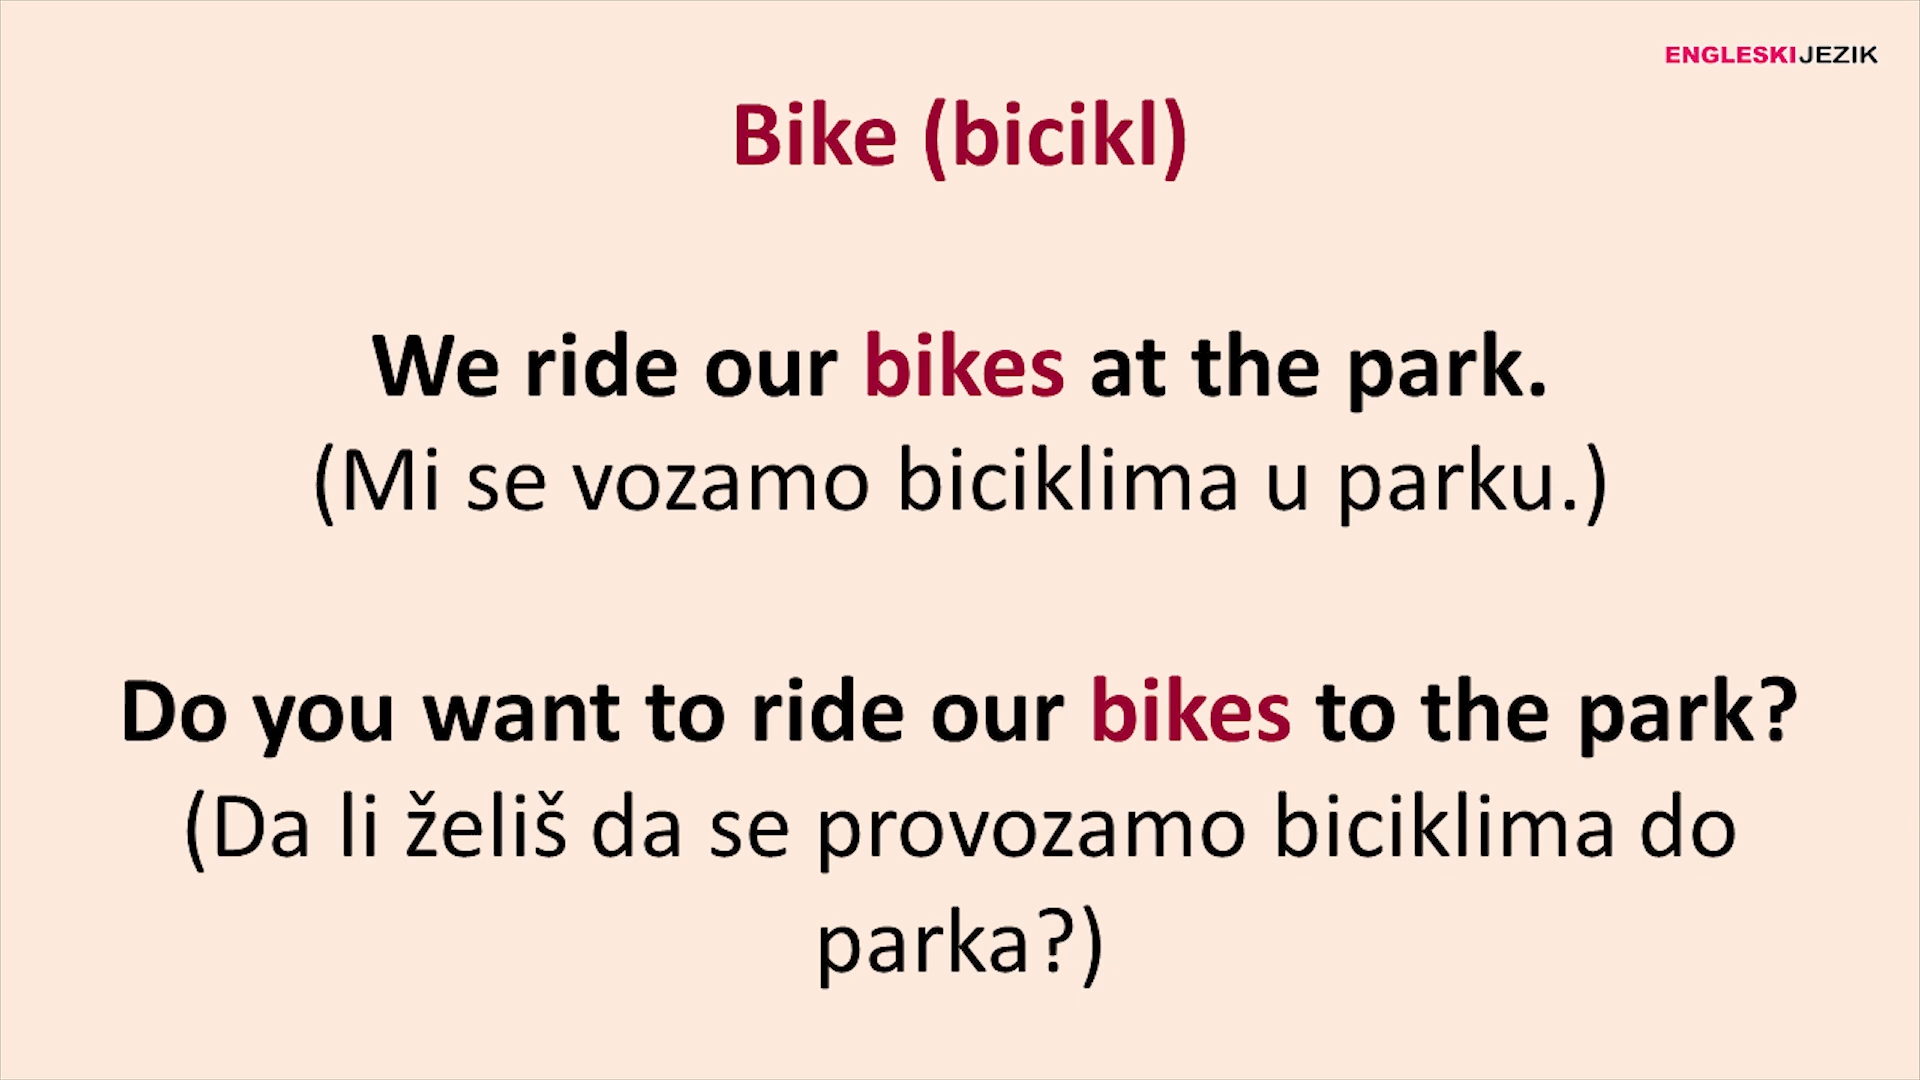 ENGLESKIJEZIK
Bike (bicikl)
We ride our bikes at the park.
(Mi se vozamo biciklima u parku.)
Do you want to ride our bikes to the park?
(Da li želiš da se provozamo biciklima do
parka?)